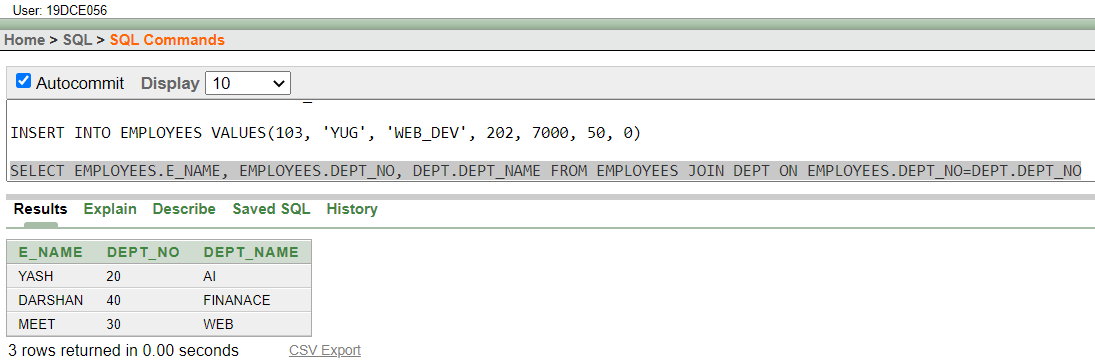 User: 19DCE056
Home > SQL > SQL Commands
Autocommit Display 10
INSERT INTO EMPLOYEES VALUES(103, 'YUG', 'WEB_DEV', 202, 7000, 50, 0)
SELECT EMPLOYEES.E_NAME, EMPLOYEES.DEPT_NO, DEPT.DEPT_NAME FROM EMPLOYEES JOIN DEPT ON EMPLOYEES.DEPT_NO=DEPT.DEPT_NO
Results Explain Describe Saved SQL History
E_NAME DEPT_NO DEPT_NAME
YASH 20 AI
DARSHAN 40 FINANACE
MEET 30 WEB
3 rows returned in 0.00 seconds CSV Export